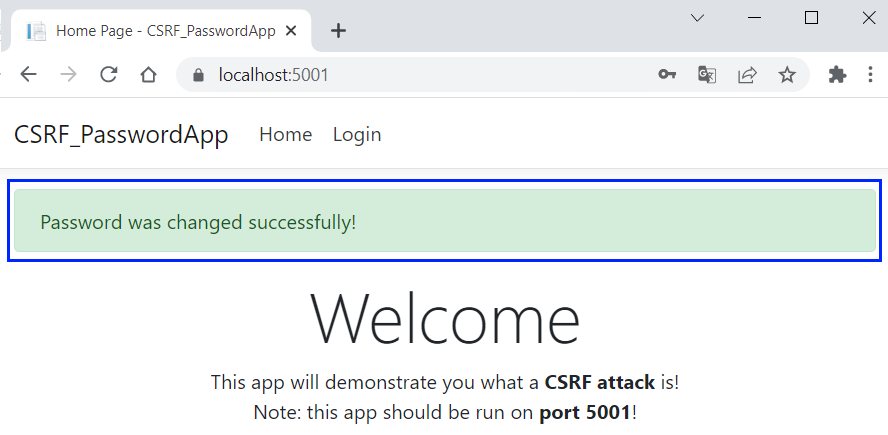 Home Page - CSRF_PasswordApp
localhost:5001
CSRF_PasswordApp Home Login
Password was changed successfully!
Welcome
This app will demonstrate you what a CSRF attack is!
Note: this app should be run on port 5001!